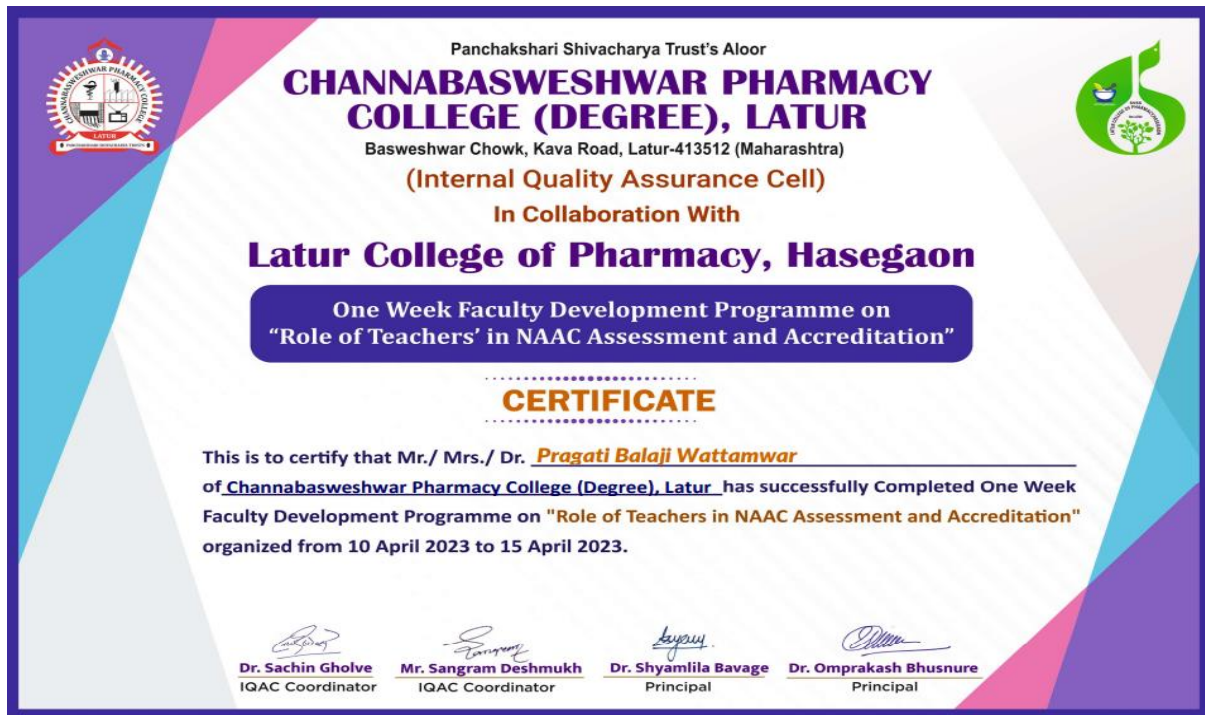 Panchakshari Shivacharya Trust's Aloor
CHANNABASWESHWAR PHARMACY
COLLEGE (DEGREE), LATUR
Basweshwar Chowk, Kava Road, Latur-413512 (Maharashtra)
(Internal Quality Assurance Cell)
In Collaboration With
Latur College of Pharmacy, Hasegaon
One Week Faculty Development Programme on
“Role of Teachers’ in NAAC Assessment and Accreditation”
CERTIFICATE
This is to certify that Mr./ Mrs./ Dr. Pragati Balaji Wattamwar
of Channabasweshwar Pharmacy College (Degree), Latur has successfully Completed One Week
Faculty Development Programme on "Role of Teachers in NAAC Assessment and Accreditation"
organized from 10 April 2023 to 15 April 2023.
Dr. Sachin Gholve Mr. Sangram Deshmukh Dr. Shyamlila Bavage Dr. Omprakash Bhusnure
IQAC Coordinator IQAC Coordinator Principal Principal
CHANNABASWESHWAR PHARMACY COLLEGE
LATUR